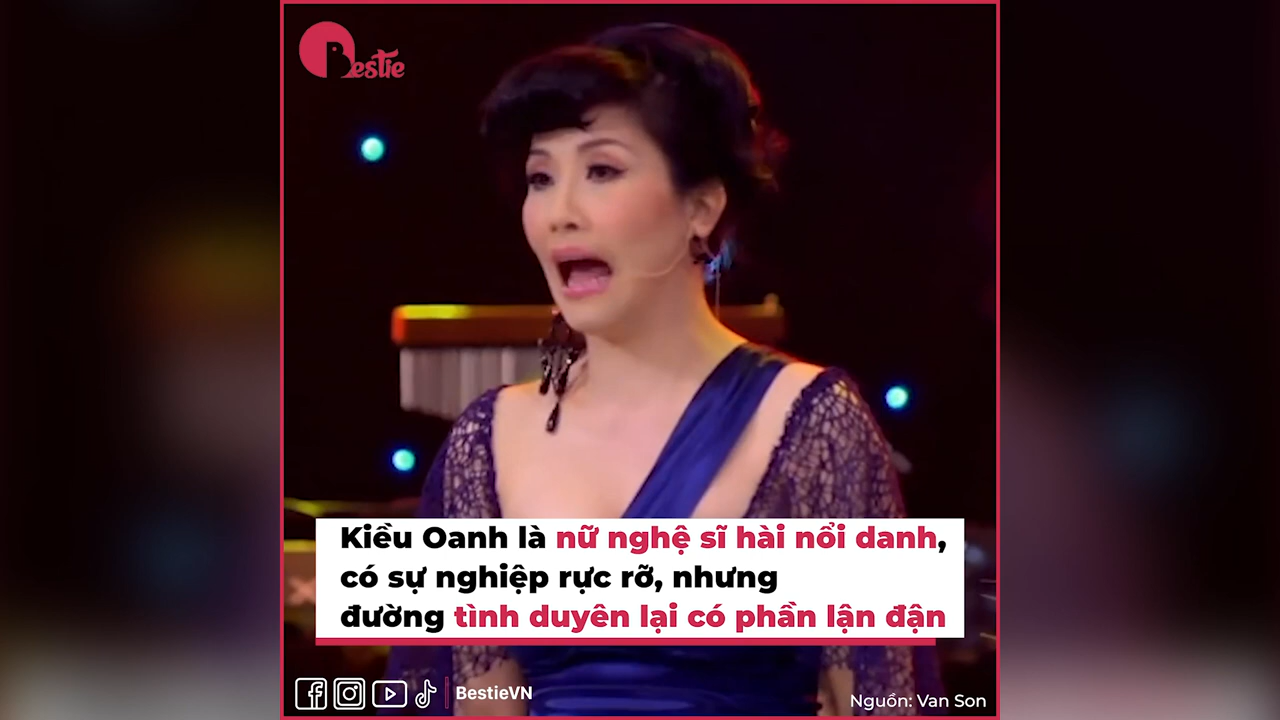 Bestie
Kiều Oanh là nữ nghệ sĩ hài nổi danh,
có sự nghiệp rực rỡ, nhưng
đường tình duyên lại có phần lận đận
BestieVN
Nguồn: Van Son